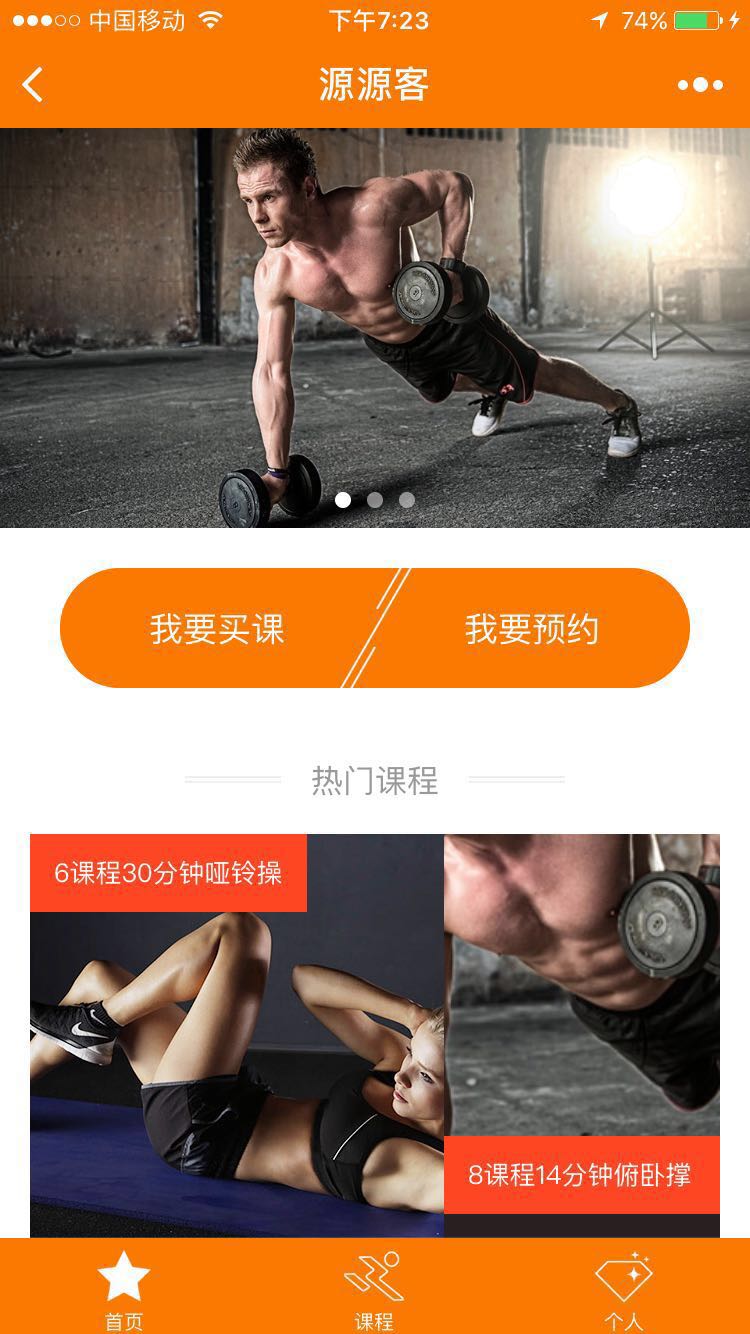 中国移动
下午7:23
74%
源源客
我要买课
我要预约
热门课程
6课程30分钟哑铃操
8课程14分钟俯卧撑
首页
课程
个人